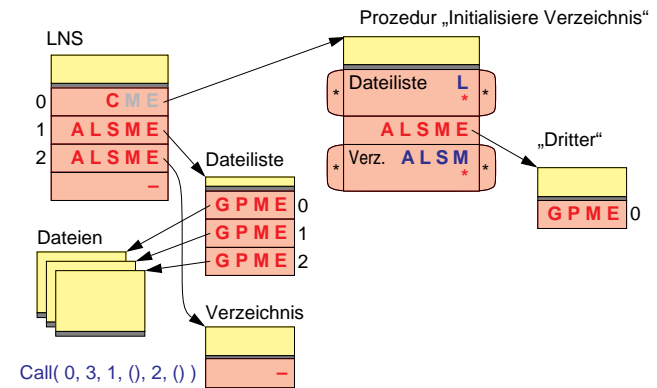 Prozedur „Initialisiere Verzeichnis“
LNS
Dateiliste L
* * *
0 C M E
1 A L S M E
A L S M E
„Dritter“
2 A L S M E
Dateiliste
Verz. A L S M
* * *
–
G P M E 0
G P M E 0
Dateien
G P M E 1
G P M E 2
Verzeichnis
Call( 0, 3, 1, (), 2, () )
–